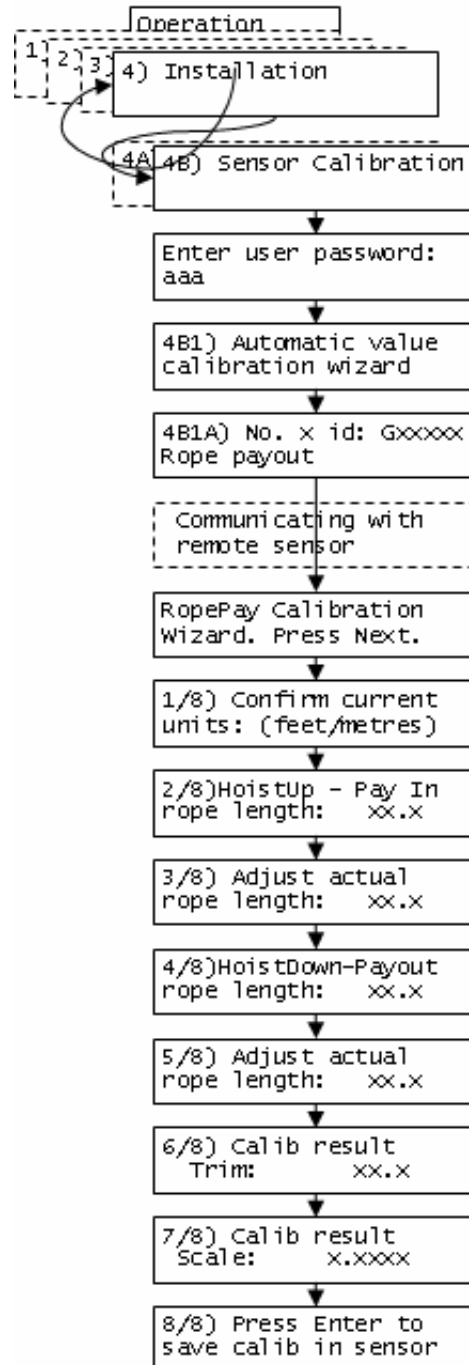 Operation
1
2
3
4) Installation
4A
4B) Sensor Calibration
Enter user password:
aaa
4B1) Automatic value
calibration wizard
4B1A) No. x id: Gxxxxx
Rope payout
Communicating with
remote sensor
RopePay Calibration
Wizard. Press Next.
1/8) Confirm current
units: (feet/metres)
2/8)HoistUp - Pay In
rope length: xx.x
3/8) Adjust actual
rope length: xx.x
4/8)HoistDown-Payout
rope length: xx.x
5/8) Adjust actual
rope length: xx.x
6/8) Calib result
Trim: xx.x
7/8) Calib result
Scale: x.xxxx
8/8) Press Enter to
save calib in sensor